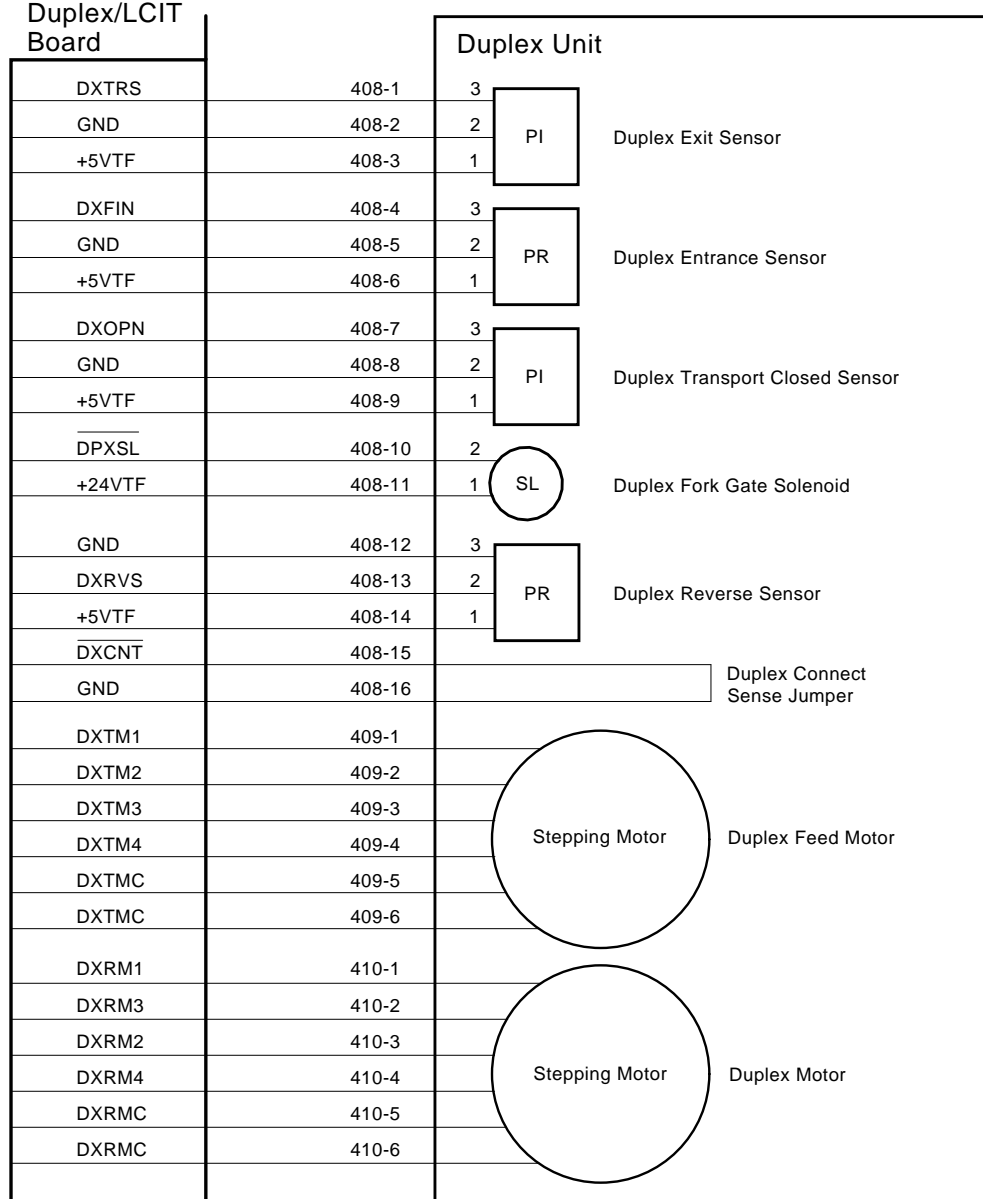 Duplex/LCIT
Board
Duplex Unit
DXTRS 408-1 3
GND 408-2 2 PI Duplex Exit Sensor
+5VTF 408-3 1
DXFIN 408-4 3
GND 408-5 2 PR Duplex Entrance Sensor
+5VTF 408-6 1
DXOPN 408-7 3
GND 408-8 2 PI Duplex Transport Closed Sensor
+5VTF 408-9 1
DPXSL 408-10 2
+24VTF 408-11 1 SL Duplex Fork Gate Solenoid
GND 408-12 3
DXRVS 408-13 2 PR Duplex Reverse Sensor
+5VTF 408-14 1
DXCNT 408-15
GND 408-16
Duplex Connect
Sense Jumper
DXTM1 409-1
DXTM2 409-2
DXTM3 409-3
DXTM4 409-4 Stepping Motor Duplex Feed Motor
DXTMC 409-5
DXTMC 409-6
DXRM1 410-1
DXRM3 410-2
DXRM2 410-3
DXRM4 410-4 Stepping Motor Duplex Motor
DXRMC 410-5
DXRMC 410-6